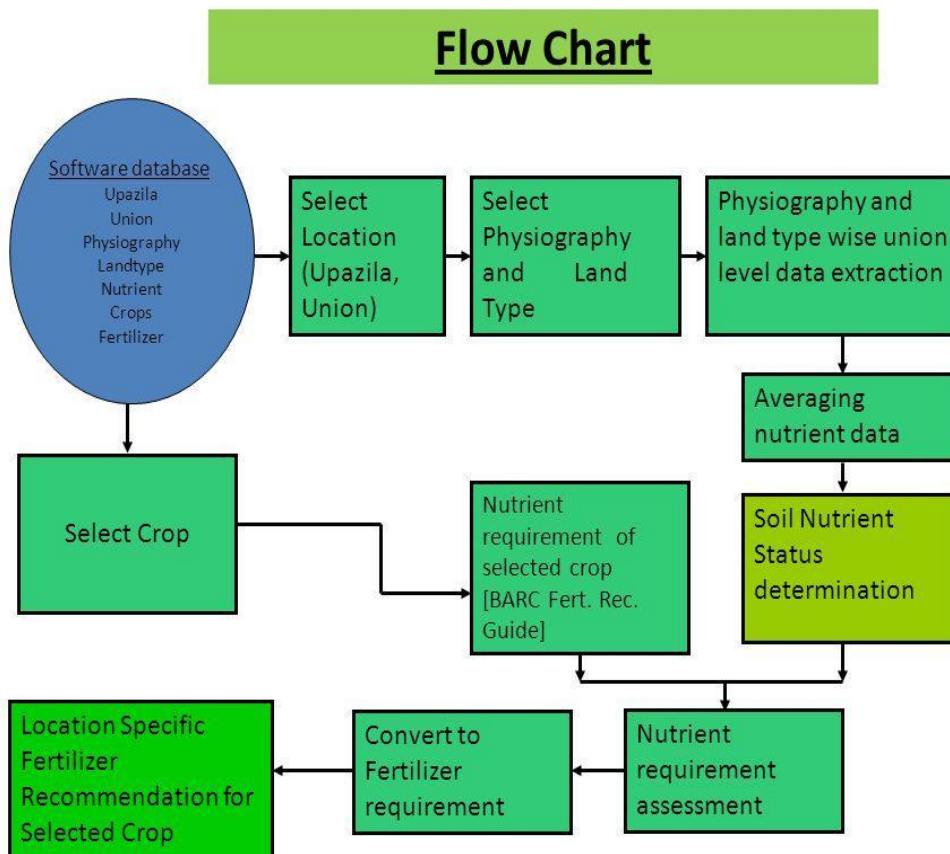 Flow Chart
Software database
Upazila
Union
Physiography
Landtype
Nutrient
Crops
Fertilizer
Select
Location
(Upazila,
Union)
Select
Physiography
and Land
Type
Physiography and
land type wise union
level data extraction
Averaging
nutrient data
Soil Nutrient
Status
determination
Select Crop
Nutrient
requirement of
selected crop
[BARC Fert. Rec.
Guide]
Nutrient
requirement
assessment
Convert to
Fertilizer
requirement
Location Specific
Fertilizer
Recommendation for
Selected Crop